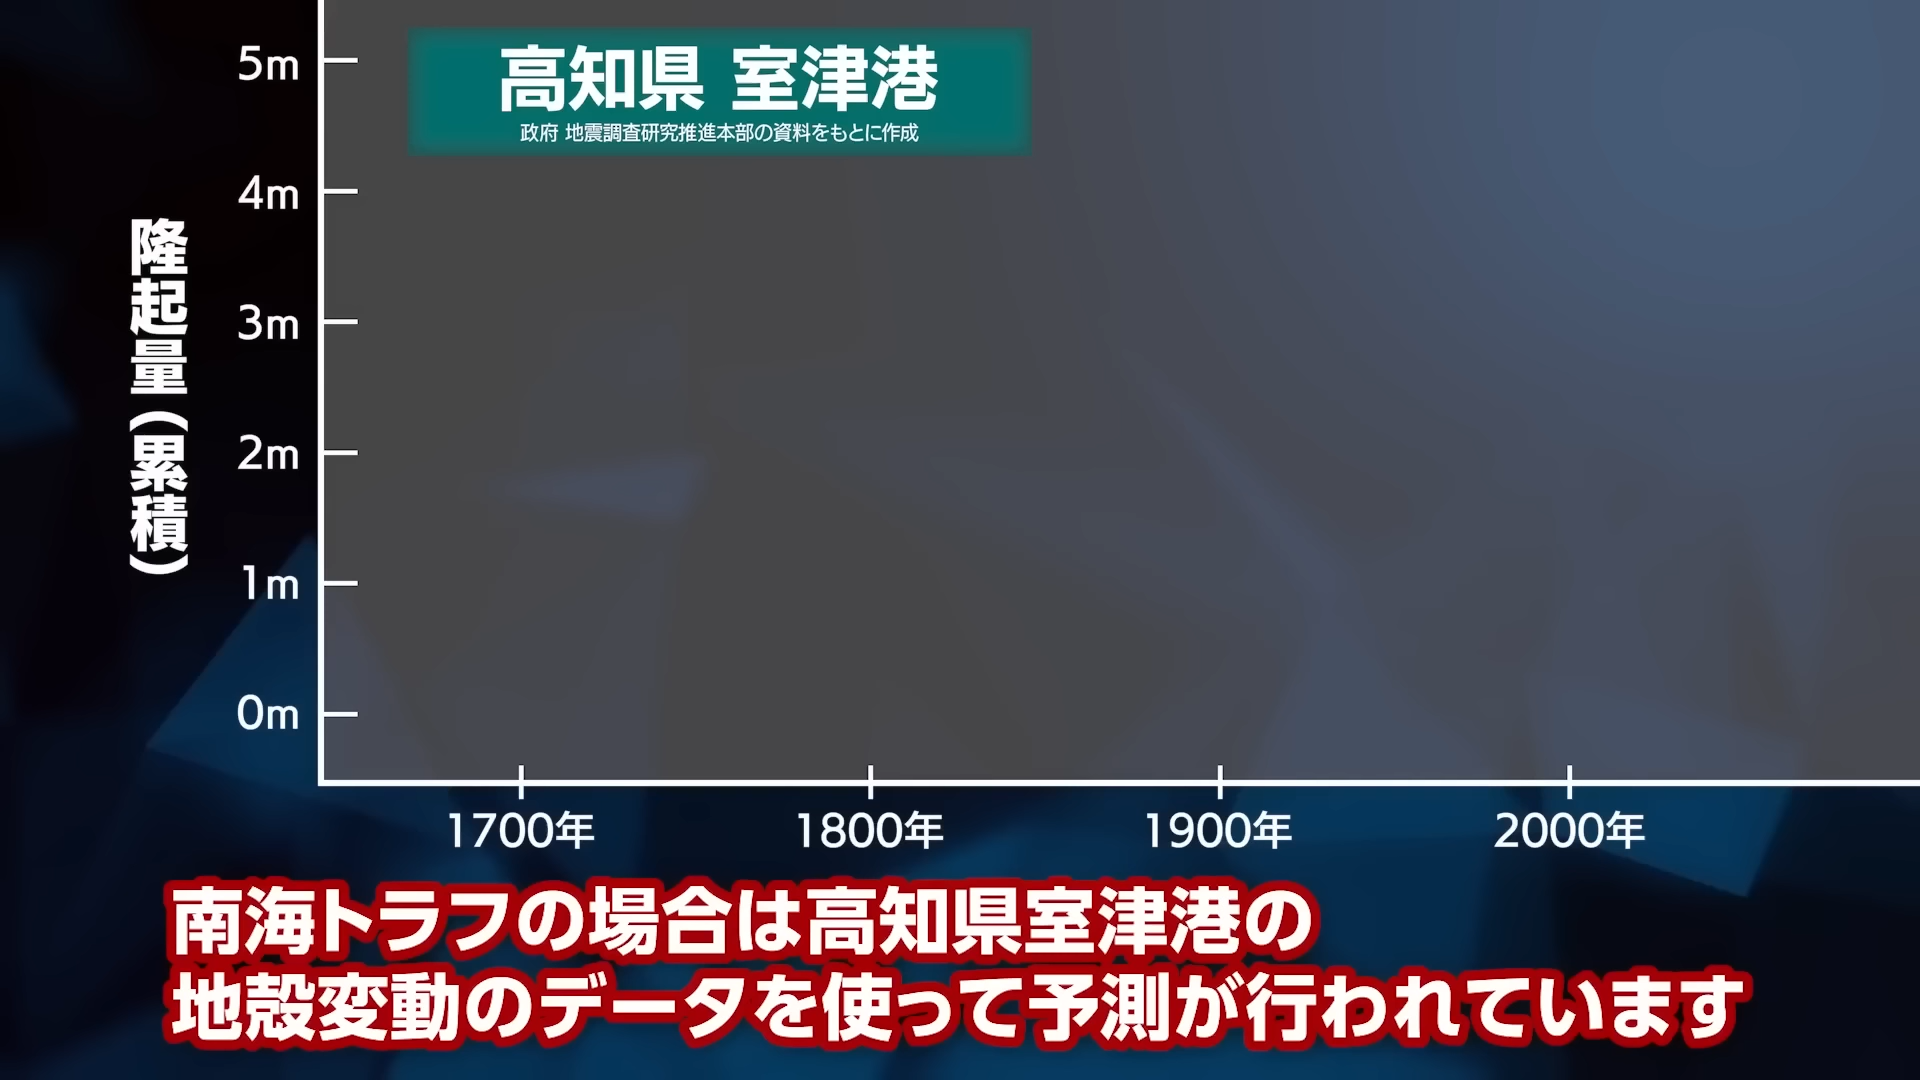 高知県 室津港
政府 地震調査研究推進本部の資料をもとに作成
隆起量(累積)
5m
4m
3m
2m
1m
0m
1700年
1800年
1900年
2000年
南海トラフの場合は高知県室津港の
地殻変動のデータを使って予測が行われています